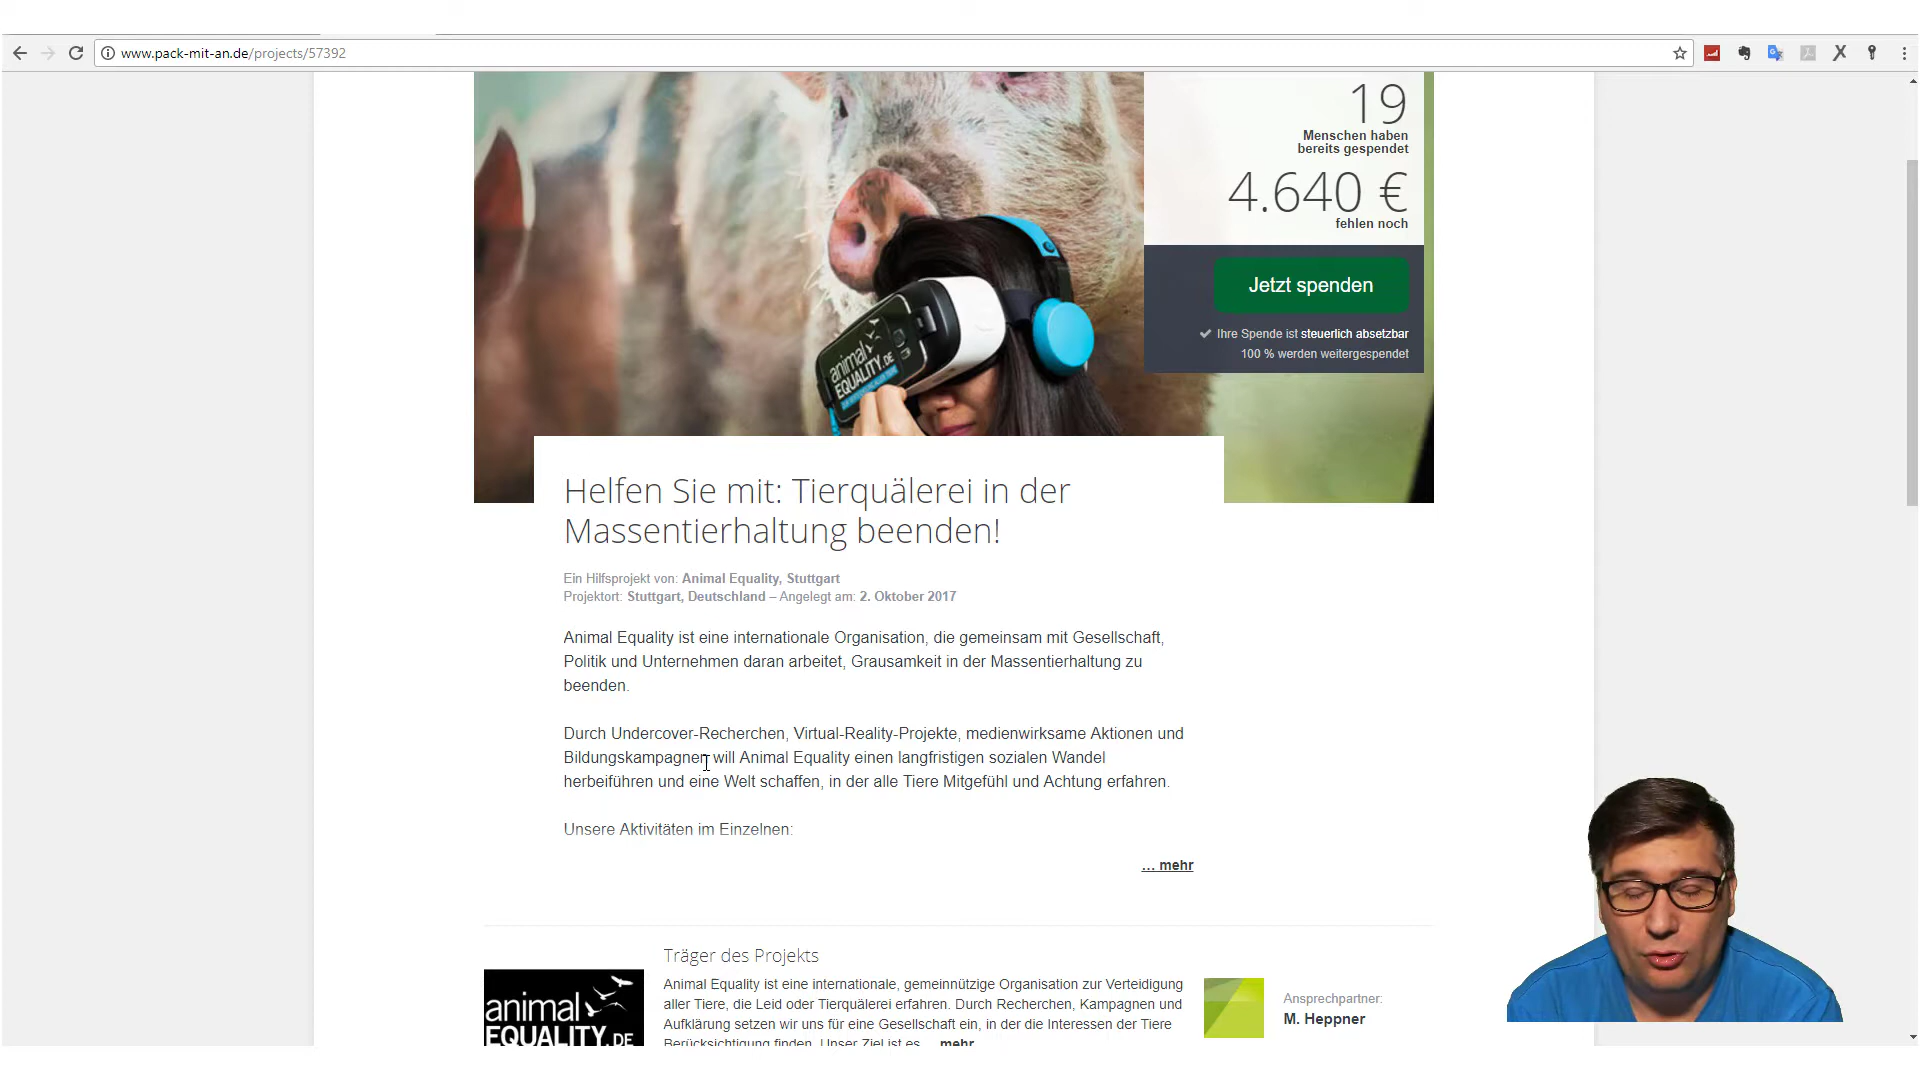 www.pack-mit-an.de/projects/57392
19
Menschen haben
bereits gespendet
4.640 €
fehlen noch
Jetzt spenden
Ihre Spende ist steuerlich absetzbar
100 % werden weitergespendet
animal
EQUALITY.DE
Helfen Sie mit: Tierquälerei in der
Massentierhaltung beenden!
Ein Hilfsprojekt von: Animal Equality, Stuttgart
Projektort: Stuttgart, Deutschland – Angelegt am: 2. Oktober 2017
Animal Equality ist eine internationale Organisation, die gemeinsam mit Gesellschaft,
Politik und Unternehmen daran arbeitet, Grausamkeit in der Massentierhaltung zu
beenden.
Durch Undercover-Recherchen, Virtual-Reality-Projekte, medienwirksame Aktionen und
Bildungskampagnen will Animal Equality einen langfristigen sozialen Wandel
herbeiführen und eine Welt schaffen, in der alle Tiere Mitgefühl und Achtung erfahren.
Unsere Aktivitäten im Einzelnen:
... mehr
Träger des Projekts
animal
EQUALITY.DE
Animal Equality ist eine internationale, gemeinnützige Organisation zur Verteidigung
aller Tiere, die Leid oder Tierquälerei erfahren. Durch Recherchen, Kampagnen und
Aufklärung setzen wir uns für eine Gesellschaft ein, in der die Interessen der Tiere
Berücksichtigung finden. Unser Ziel ist es ... mehr
Ansprechpartner:
M. Heppner